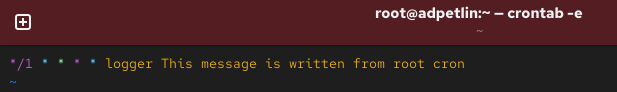 root@adpetlin:~ — crontab -e
~
*/1 * * * * logger This message is written from root cron
~